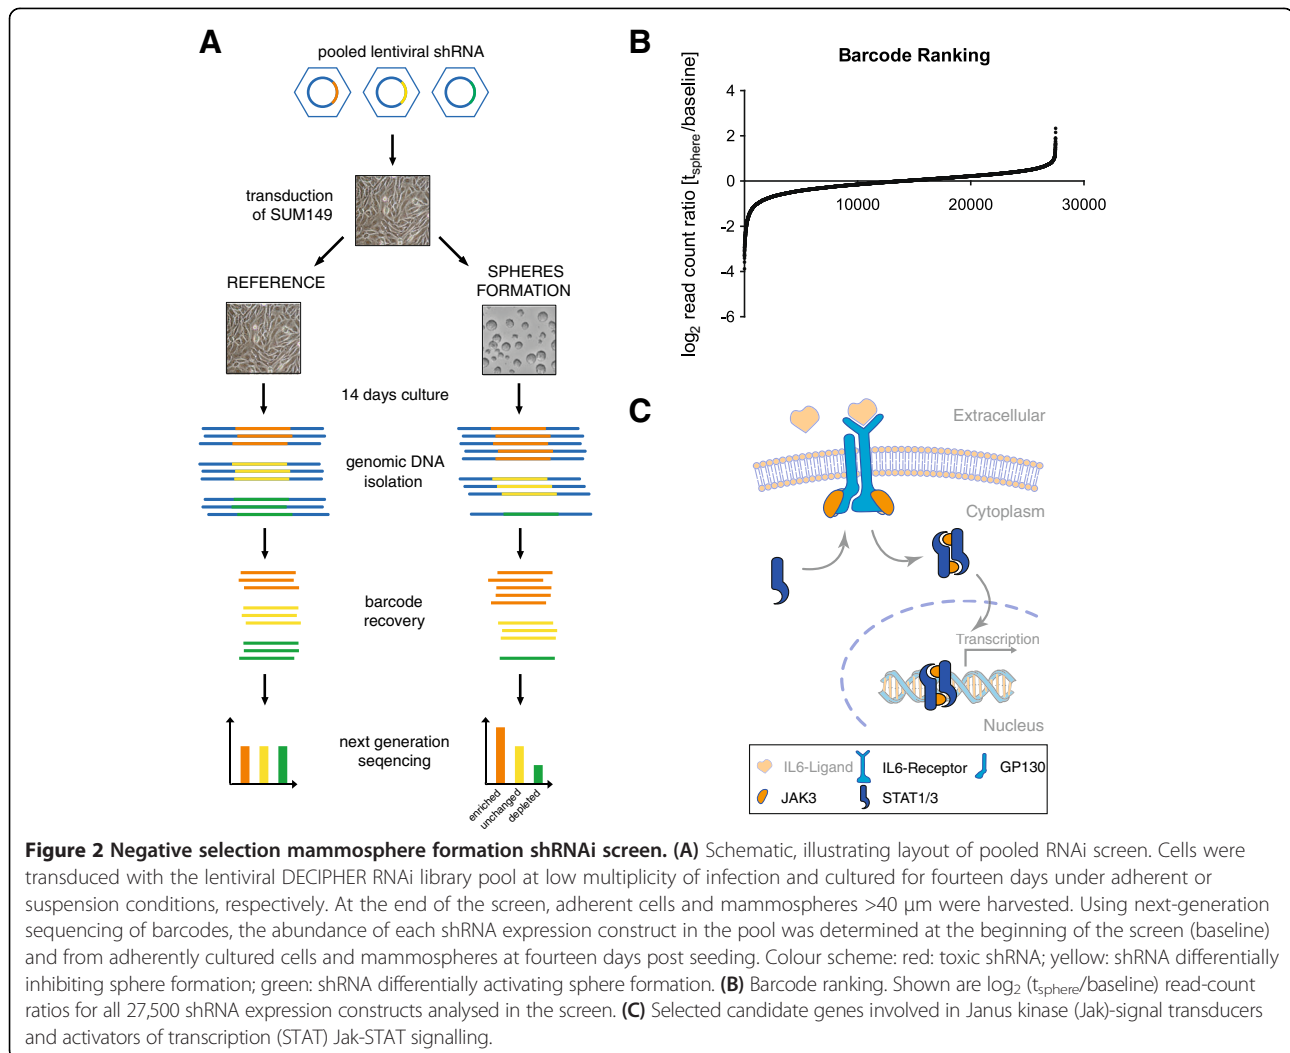 A
pooled lentiviral shRNA
transduction
of SUM149
REFERENCE
SPHERES
FORMATION
14 days culture
genomic DNA
isolation
barcode
recovery
next generation
seqencing
enriched
unchanged
depleted
B
Barcode Ranking
log2 read count ratio [tsphere/baseline]
4
2
0
-2
-4
-6
10000
20000
30000
C
Extracellular
Cytoplasm
Transcription
Nucleus
IL6-Ligand
IL6-Receptor
GP130
JAK3
STAT1/3
Figure 2 Negative selection mammosphere formation shRNAi screen. (A) Schematic, illustrating layout of pooled RNAi screen. Cells were
transduced with the lentiviral DECIPHER RNAi library pool at low multiplicity of infection and cultured for fourteen days under adherent or
suspension conditions, respectively. At the end of the screen, adherent cells and mammospheres >40 μm were harvested. Using next-generation
sequencing of barcodes, the abundance of each shRNA expression construct in the pool was determined at the beginning of the screen (baseline)
and from adherently cultured cells and mammospheres at fourteen days post seeding. Colour scheme: red: toxic shRNA; yellow: shRNA differentially
inhibiting sphere formation; green: shRNA differentially activating sphere formation. (B) Barcode ranking. Shown are log2 (tsphere/baseline) read-count
ratios for all 27,500 shRNA expression constructs analysed in the screen. (C) Selected candidate genes involved in Janus kinase (Jak)-signal transducers
and activators of transcription (STAT) Jak-STAT signalling.